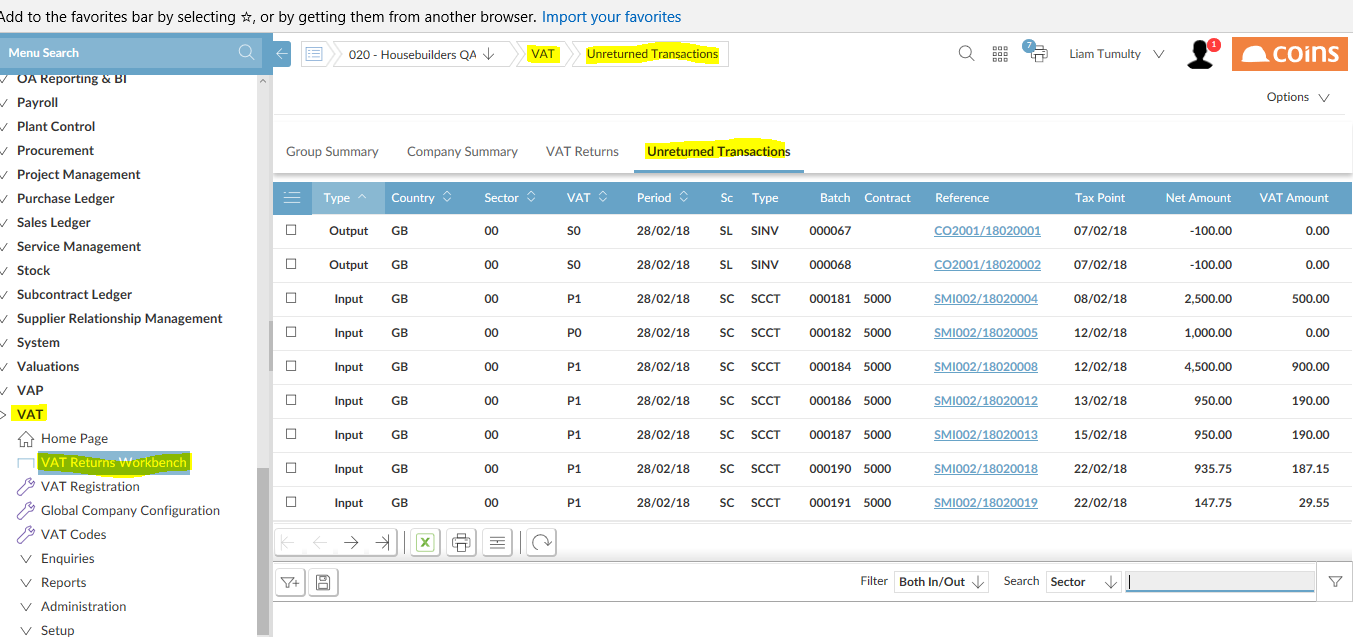 Add to the favorites bar by selecting ☆, or by getting them from another browser. Import your favorites
Menu Search
020 - Housebuilders QA
VAT
Unreturned Transactions
7
Liam Tumulty
1
coins
Options
OA Reporting & BI
Payroll
Plant Control
Procurement
Project Management
Purchase Ledger
Sales Ledger
Service Management
Stock
Subcontract Ledger
Supplier Relationship Management
System
Valuations
VAP
VAT
Home Page
VAT Returns Workbench
VAT Registration
Global Company Configuration
VAT Codes
Enquiries
Reports
Administration
Setup
Group Summary Company Summary VAT Returns Unreturned Transactions
Type Country Sector VAT Period Sc Type Batch Contract Reference Tax Point Net Amount VAT Amount
Output GB 00 S0 28/02/18 SL SINV 000067 CO2001/18020001 07/02/18 -100.00 0.00
Output GB 00 S0 28/02/18 SL SINV 000068 CO2001/18020002 07/02/18 -100.00 0.00
Input GB 00 P1 28/02/18 SC SCCT 000181 5000 SMI002/18020004 08/02/18 2,500.00 500.00
Input GB 00 P0 28/02/18 SC SCCT 000182 5000 SMI002/18020005 12/02/18 1,000.00 0.00
Input GB 00 P1 28/02/18 SC SCCT 000184 5000 SMI002/18020008 12/02/18 4,500.00 900.00
Input GB 00 P1 28/02/18 SC SCCT 000186 5000 SMI002/18020012 13/02/18 950.00 190.00
Input GB 00 P1 28/02/18 SC SCCT 000187 5000 SMI002/18020013 15/02/18 950.00 190.00
Input GB 00 P1 28/02/18 SC SCCT 000190 5000 SMI002/18020018 22/02/18 935.75 187.15
Input GB 00 P1 28/02/18 SC SCCT 000191 5000 SMI002/18020019 22/02/18 147.75 29.55
Filter Both In/Out Search Sector